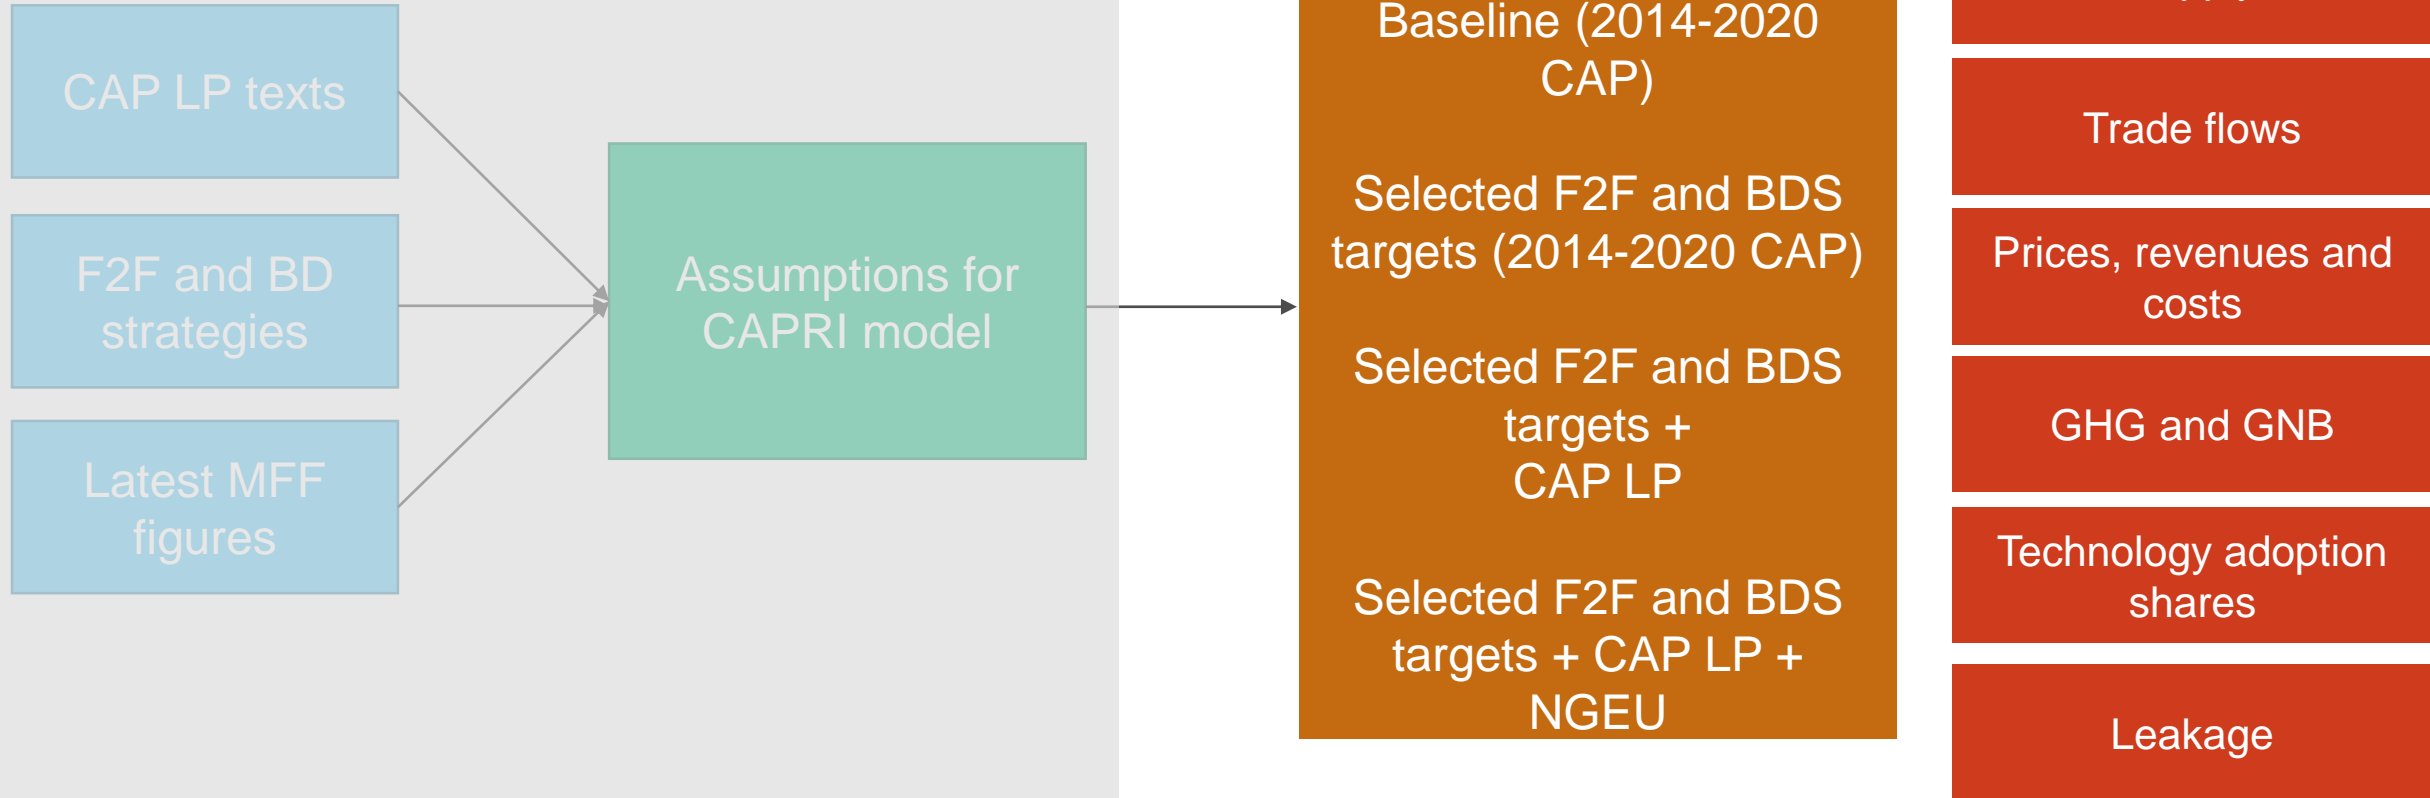 CAP LP texts
F2F and BD
strategies
Latest MFF
figures
Assumptions for
CAPRI model
Baseline (2014-2020
CAP)
Selected F2F and BDS
targets (2014-2020 CAP)
Selected F2F and BDS
targets +
CAP LP
Selected F2F and BDS
targets + CAP LP +
NGEU
Trade flows
Prices, revenues and
costs
GHG and GNB
Technology adoption
shares
Leakage